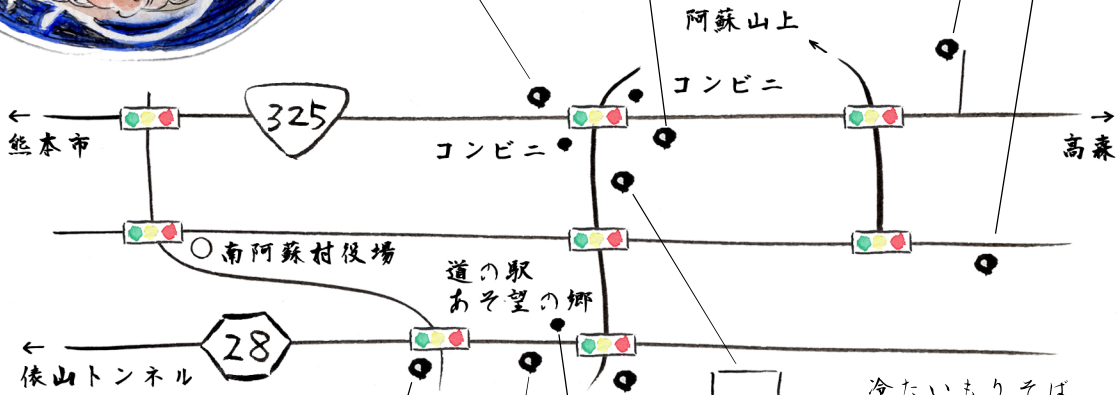 阿蘇山上
コンビニ
325
熊本市
コンビニ
高森
南阿蘇村役場
道の駅
あそ望の郷
28
俵山トンネル
冷たいもりそば